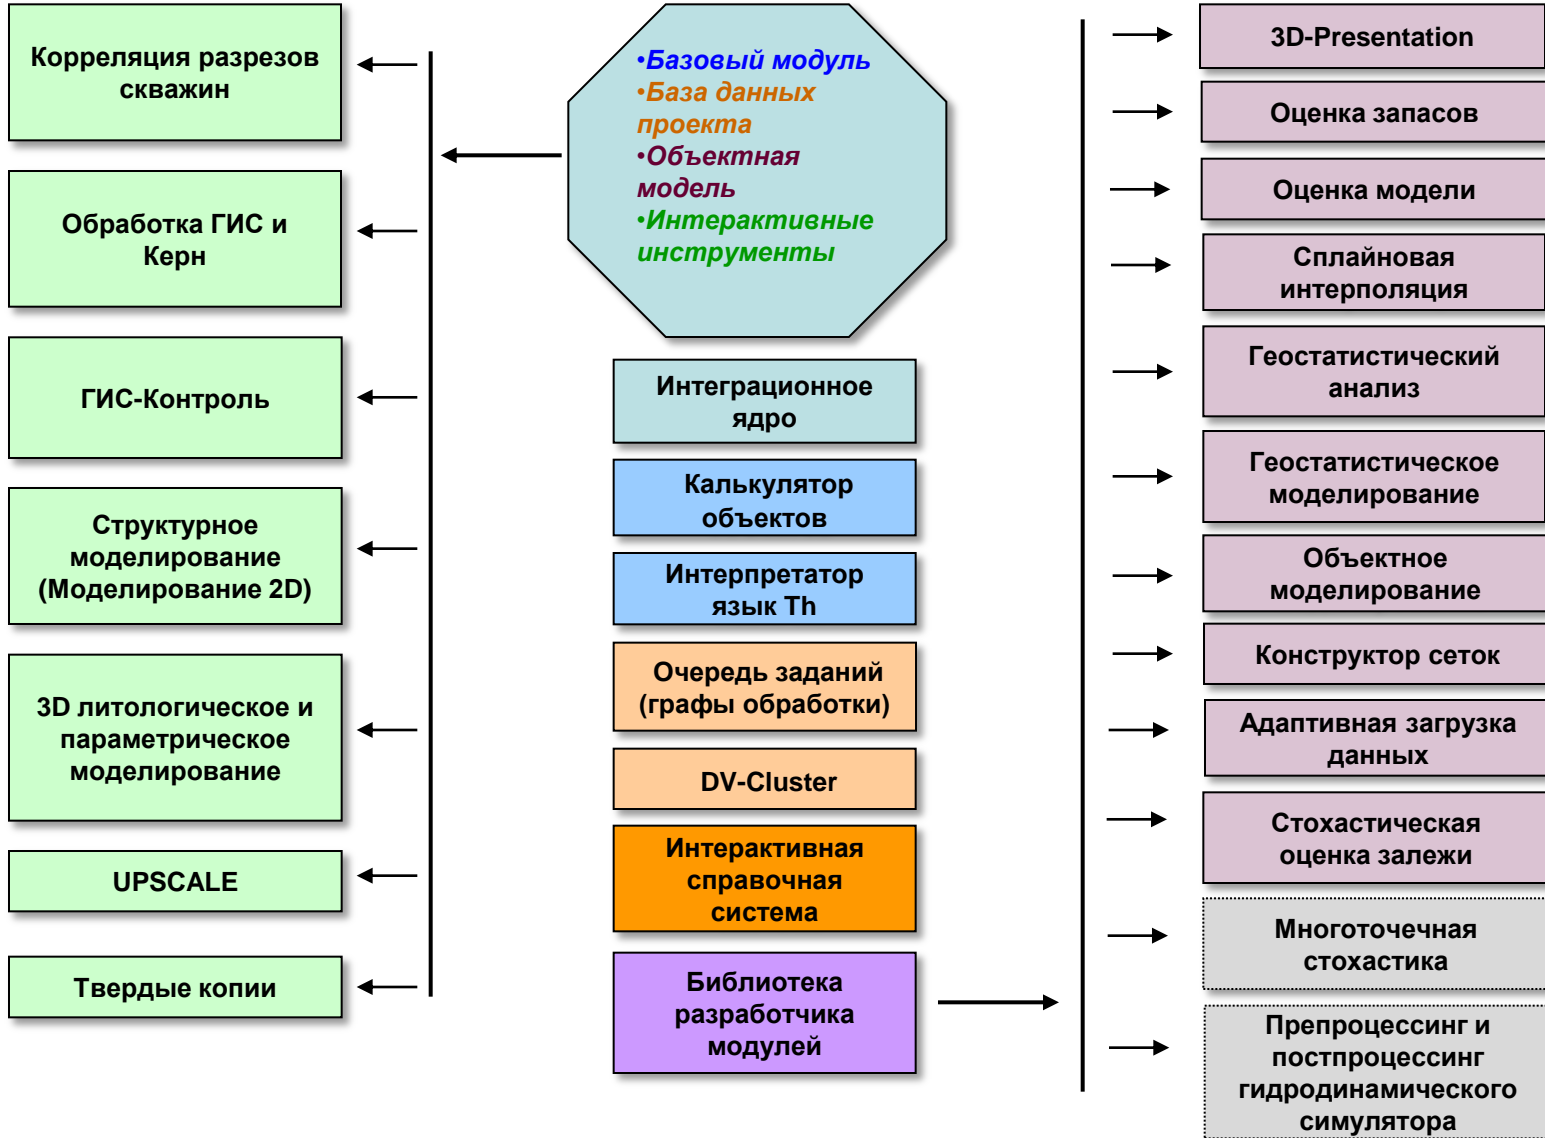 Корреляция разрезов
скважин
Обработка ГИС и
Керн
ГИС-Контроль
Структурное
моделирование
(Моделирование 2D)
3D литологическое и
параметрическое
моделирование
UPSCALE
Твердые копии
•Базовый модуль
•База данных
проекта
•Объектная
модель
•Интерактивные
инструменты
Интеграционное
ядро
Калькулятор
объектов
Интерпретатор
язык Th
Очередь заданий
(графы обработки)
DV-Cluster
Интерактивная
справочная
система
Библиотека
разработчика
модулей
3D-Presentation
Оценка запасов
Оценка модели
Сплайновая
интерполяция
Геостатистический
анализ
Геостатистическое
моделирование
Объектное
моделирование
Конструктор сеток
Адаптивная загрузка
данных
Стохастическая
оценка залежи
Многоточечная
стохастика
Препроцессинг и
постпроцессинг
гидродинамического
симулятора